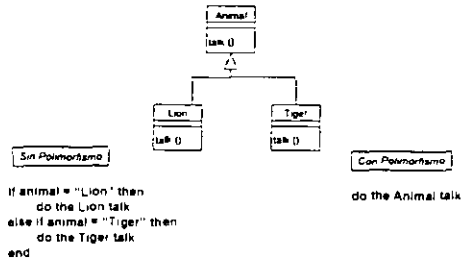 Animal
talk ()
Lion
talk ()
Tiger
talk ()
Sin Polimorfismo
if animal = "Lion" then
do the Lion talk
else if animal = "Tiger" then
do the Tiger talk
end
Con Polimorfismo
do the Animal talk